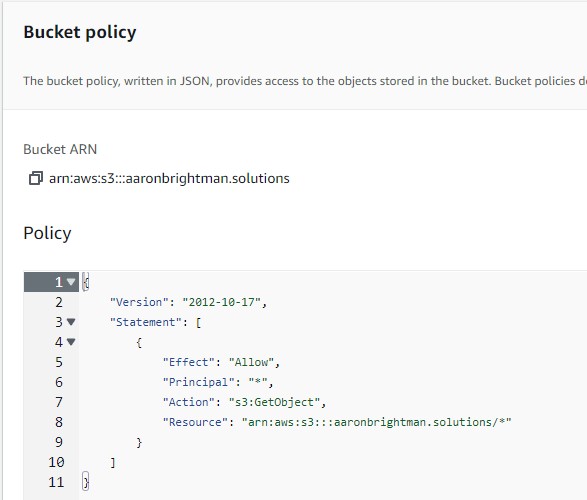 Bucket policy
The bucket policy, written in JSON, provides access to the objects stored in the bucket. Bucket policies
Bucket ARN
arn:aws:s3:::aaronbrightman.solutions
Policy
1 {
2 "Version": "2012-10-17",
3 "Statement": [
4 {
5 "Effect": "Allow",
6 "Principal": "*",
7 "Action": "s3:GetObject",
8 "Resource": "arn:aws:s3:::aaronbrightman.solutions/*"
9 }
10 ]
11 }